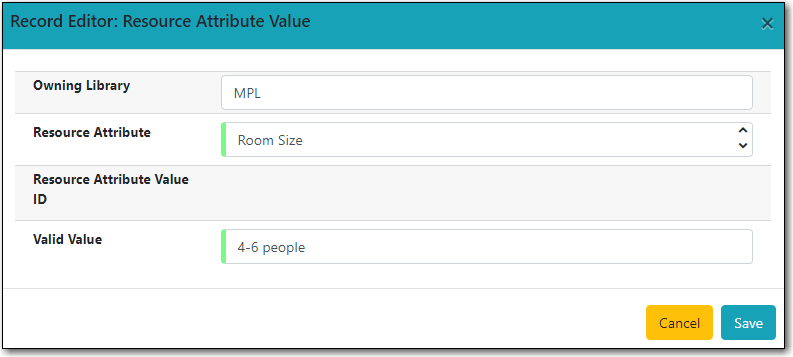 Record Editor: Resource Attribute Value ×
Owning Library
MPL
Resource Attribute
Room Size
Resource Attribute Value
ID
Valid Value
4-6 people
Cancel Save